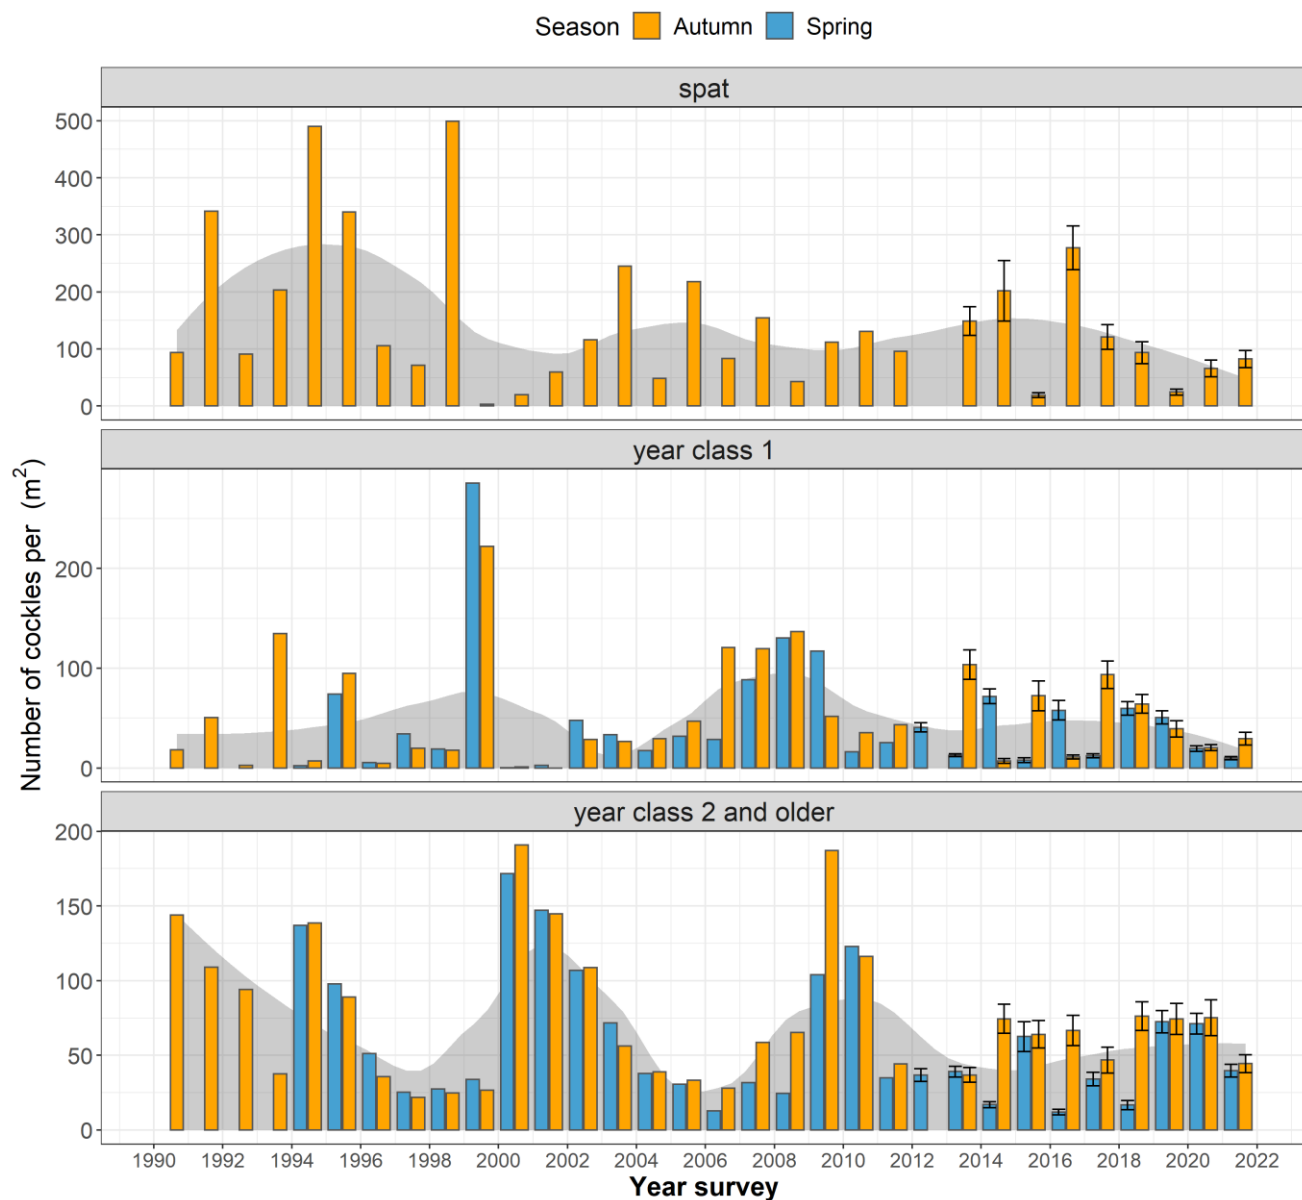 Season Autumn Spring
spat
500
400
300
200
100
0
year class 1
200
100
0
year class 2 and older
200
150
100
50
0
Number of cockles per (m²)
1990 1992 1994 1996 1998 2000 2002 2004 2006 2008 2010 2012 2014 2016 2018 2020 2022
Year survey